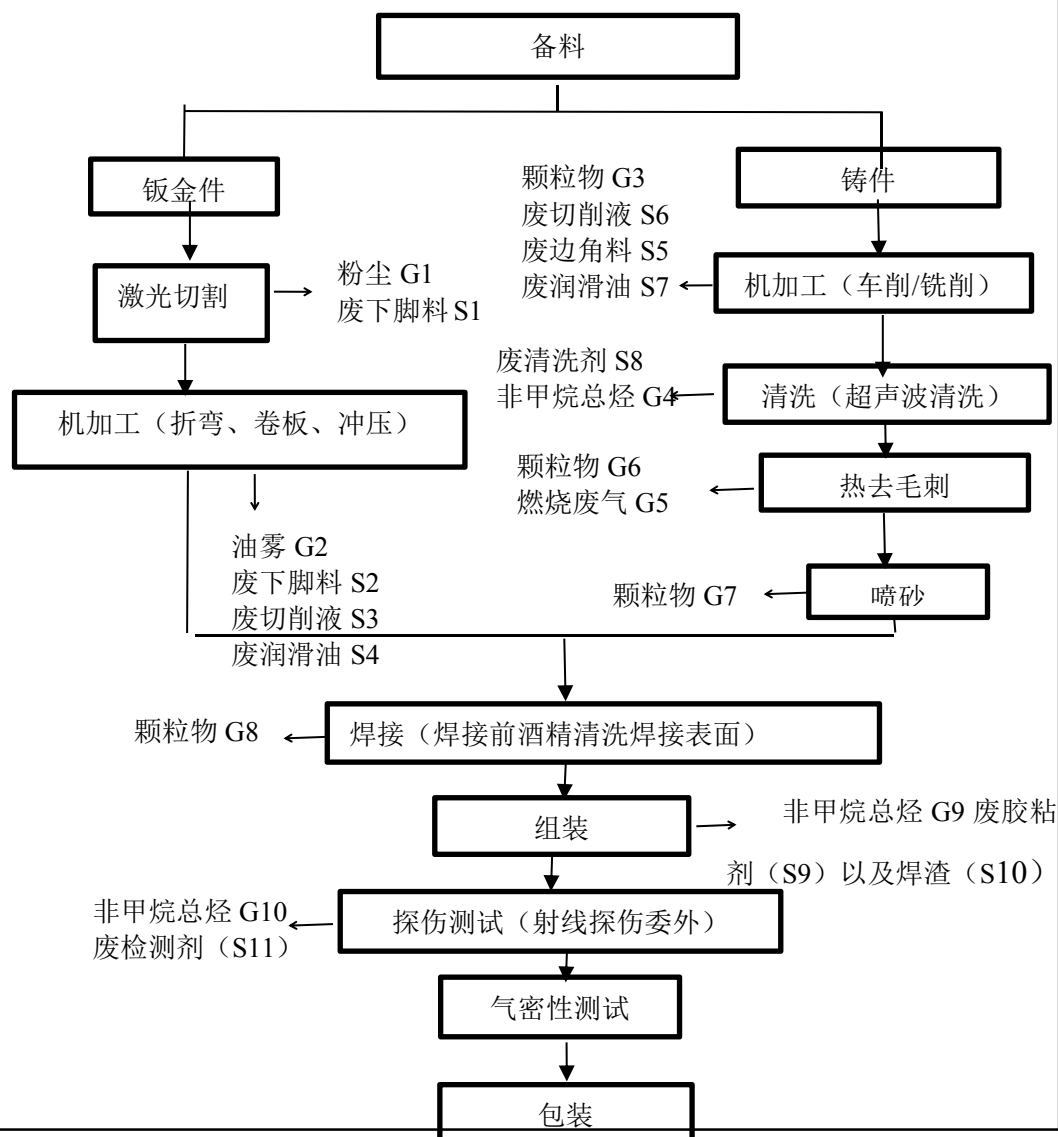 备料
钣金件
铸件
颗粒物 G3
废切削液 S6
废边角料 S5
废润滑油 S7
激光切割
粉尘 G1
废下脚料 S1
机加工（车削/铣削）
废清洗剂 S8
非甲烷总烃 G4
清洗（超声波清洗）
机加工（折弯、卷板、冲压）
颗粒物 G6
燃烧废气 G5
热去毛刺
油雾 G2
废下脚料 S2
废切削液 S3
废润滑油 S4
颗粒物 G7
喷砂
颗粒物 G8
焊接（焊接前酒精清洗焊接表面）
组装
非甲烷总烃 G9 废胶粘
剂（S9）以及焊渣（S10）
非甲烷总烃 G10
废检测剂（S11）
探伤测试（射线探伤委外）
气密性测试
包装